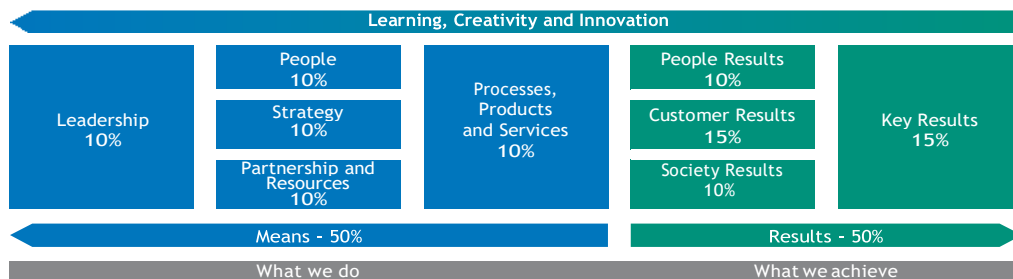 Learning, Creativity and Innovation
Leadership
10%
People
10%
Strategy
10%
Partnership and
Resources
10%
Processes,
Products
and Services
10%
People Results
10%
Customer Results
15%
Society Results
10%
Key Results
15%
Means - 50%
Results - 50%
What we do
What we achieve